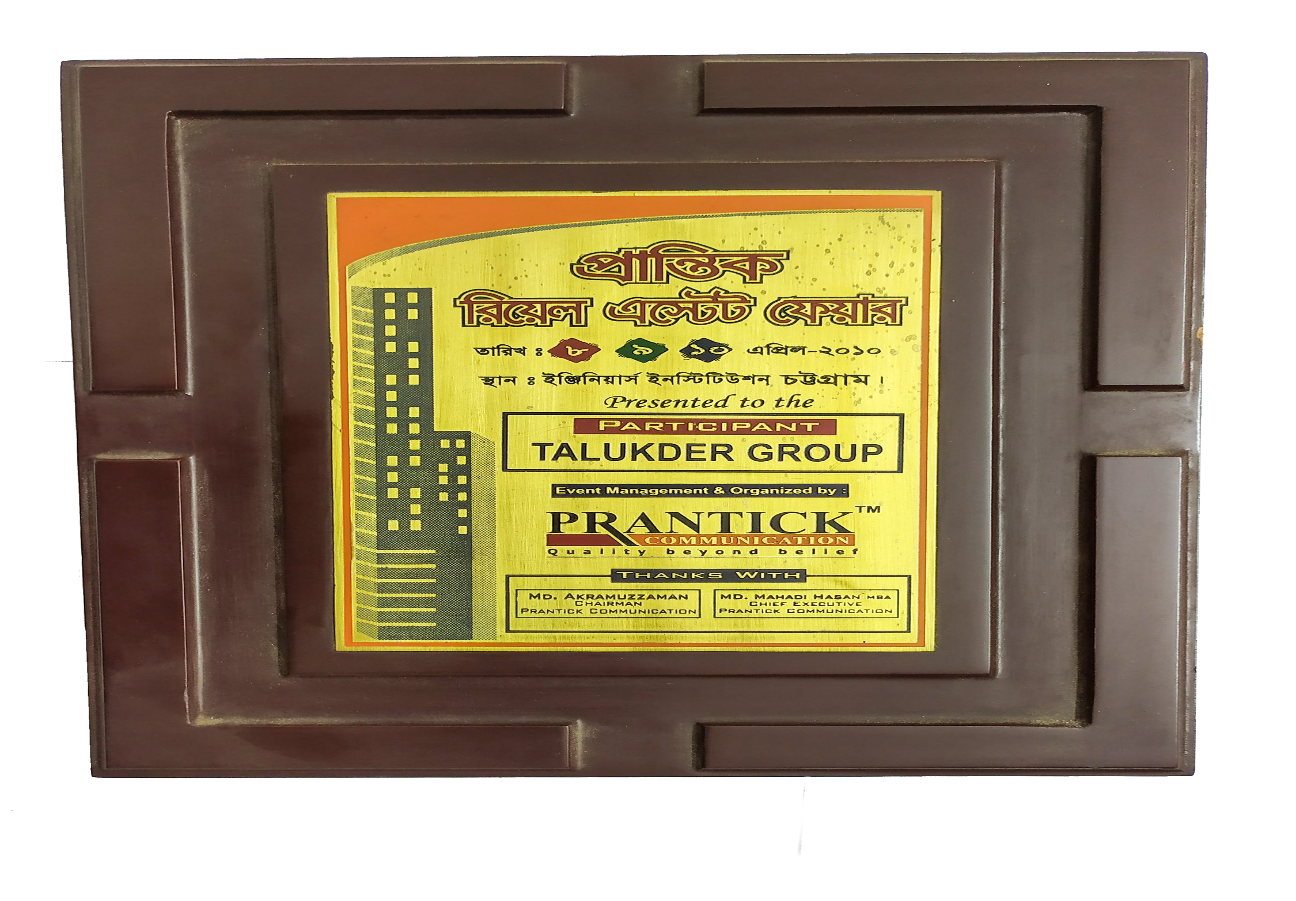 প্রান্তিক
রিয়েল এস্টেট ফেয়ার
তারিখ ঃ ৮ ৯ ১০ এপ্রিল-২০১০
স্থান ঃ ইঞ্জিনিয়ার্স ইনস্টিটিউশন, চট্টগ্রাম।
Presented to the
PARTICIPANT
TALUKDER GROUP
Event Management & Organized by :
PRANTICK™
COMMUNICATION
Quality beyond belief
THANKS WITH
MD. AKRAMUZZAMAN
CHAIRMAN
PRANTICK COMMUNICATION
MD. MAHADI HASAN MBA
CHIEF EXECUTIVE
PRANTICK COMMUNICATION